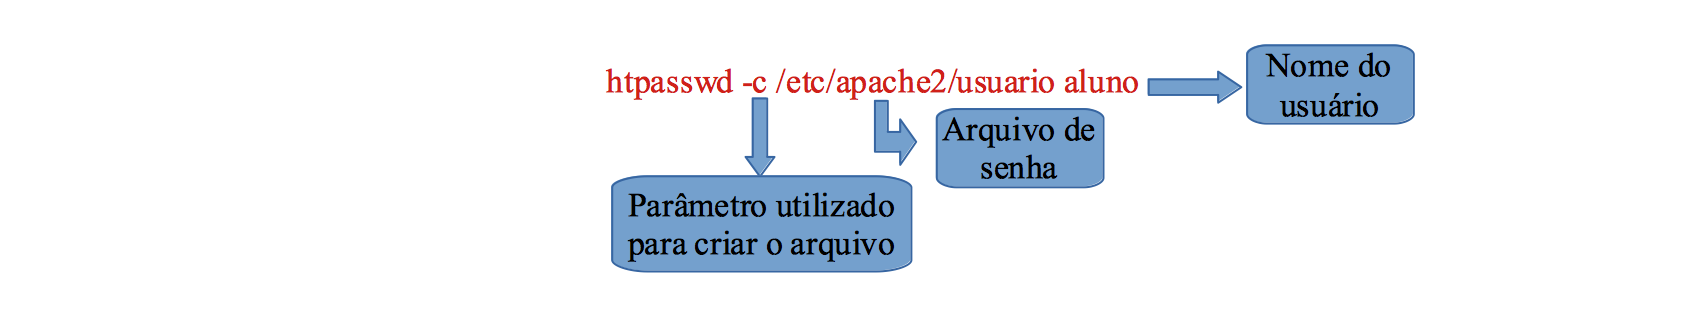 htpasswd -c /etc/apache2/usuario aluno
Nome do
usuário
Arquivo de
senha
Parâmetro utilizado
para criar o arquivo